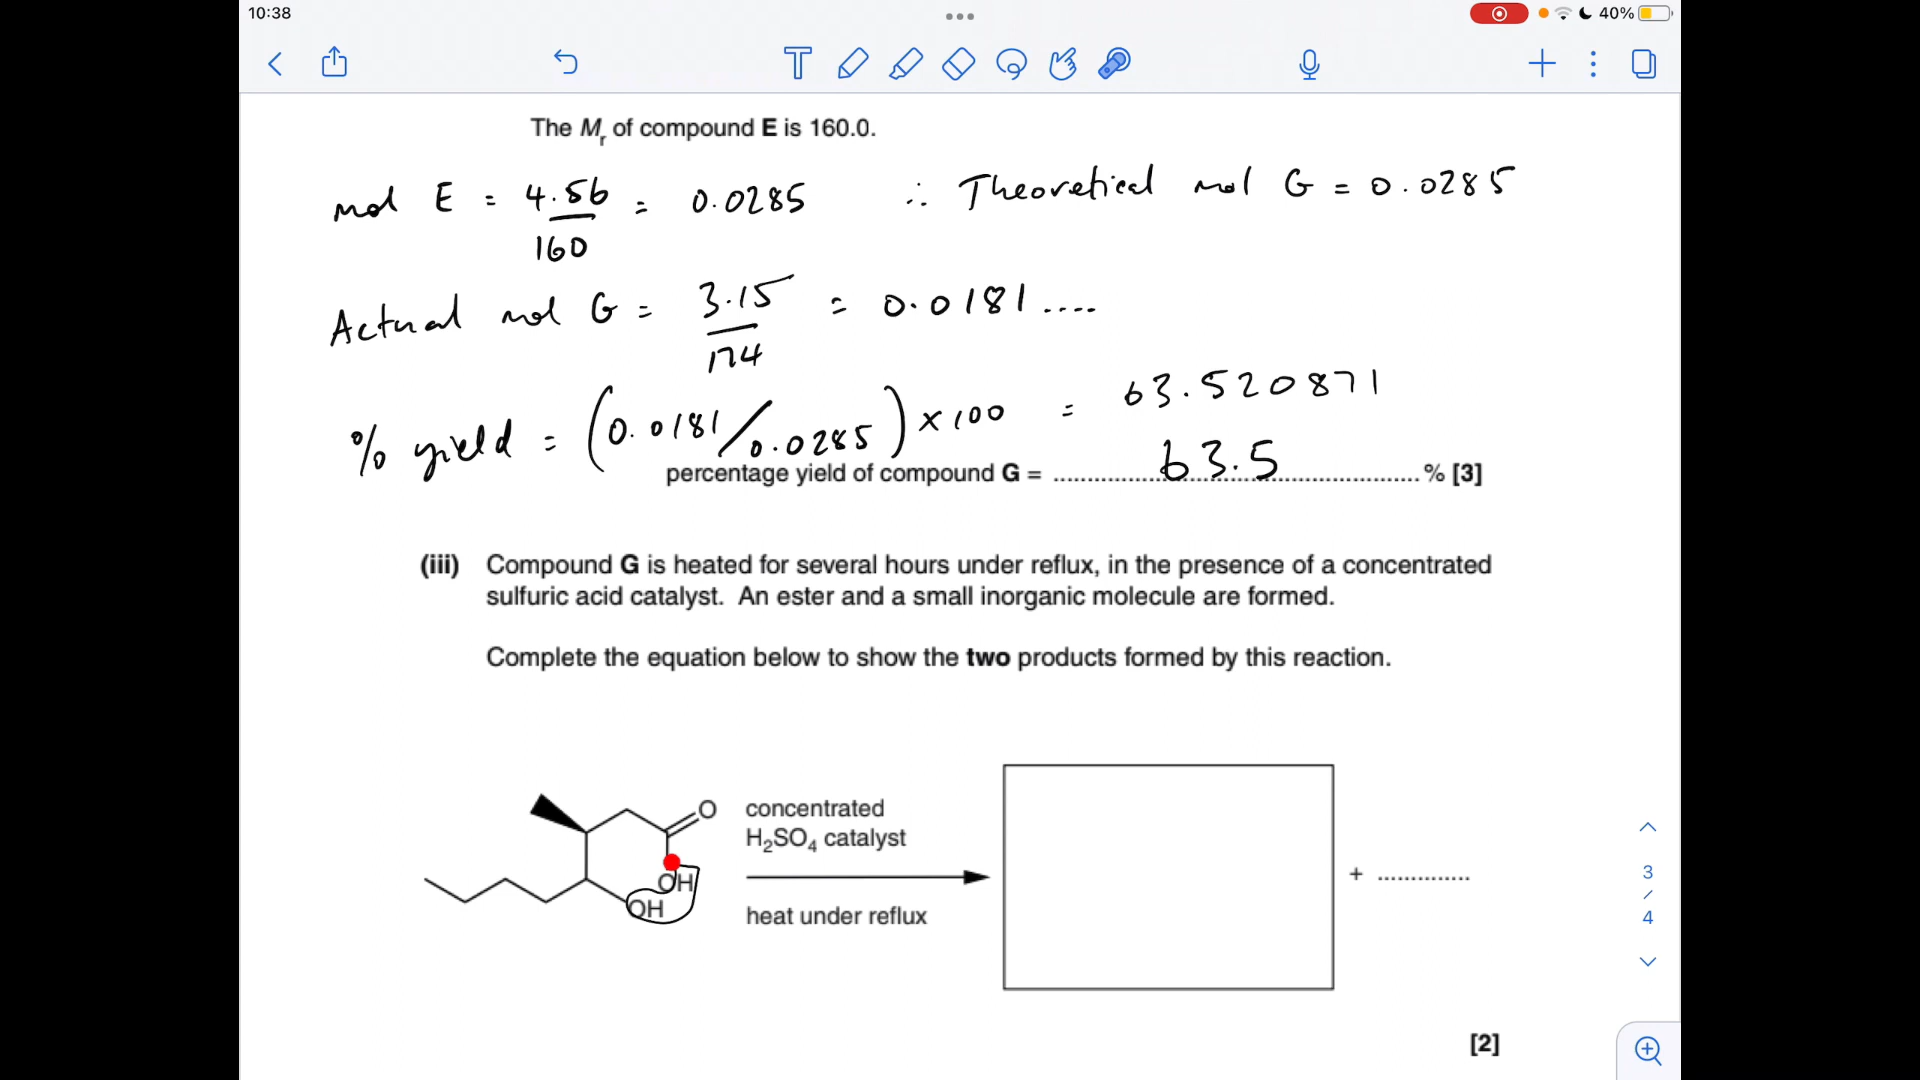 10:38
40%
The Mr of compound E is 160.0.
mol E = 4.56 / 160 = 0.0285 ∴ Theoretical mol G = 0.0285
Actual mol G = 3.15 / 174 = 0.0181....
% yield = (0.0181/0.0285) × 100 = 63.520871
percentage yield of compound G = ........63.5........% [3]
(iii) Compound G is heated for several hours under reflux, in the presence of a concentrated
sulfuric acid catalyst. An ester and a small inorganic molecule are formed.
Complete the equation below to show the two products formed by this reaction.
O
OH
OH
concentrated
H2SO4 catalyst
heat under reflux
+ ..............
[2]
3
/
4